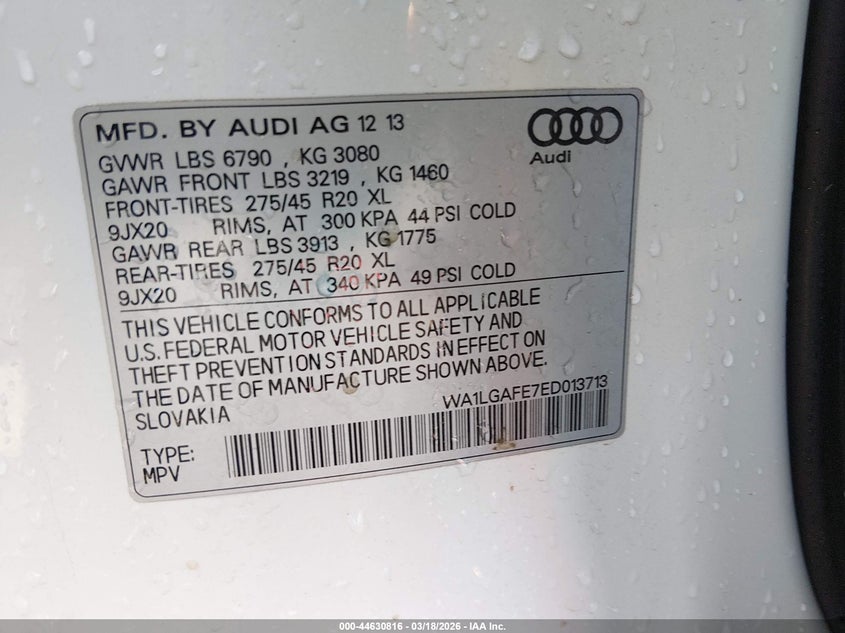 MFD. BY AUDI AG 12 13
Audi
GVWR LBS 6790 , KG 3080
GAWR FRONT LBS 3219 , KG 1460
FRONT-TIRES 275/45 R20 XL
9JX20 RIMS, AT 300 KPA 44 PSI COLD
GAWR REAR LBS 3913 , KG 1775
REAR-TIRES 275/45 R20 XL
9JX20 RIMS, AT 340 KPA 49 PSI COLD
THIS VEHICLE CONFORMS TO ALL APPLICABLE
U.S. FEDERAL MOTOR VEHICLE SAFETY AND
THEFT PREVENTION STANDARDS IN EFFECT ON
THE DATE OF MANUFACTURE SHOWN ABOVE.
SLOVAKIA
WA1LGAFE7ED013713
TYPE:
MPV
000-44630816 - 03/18/2026 - IAA Inc.